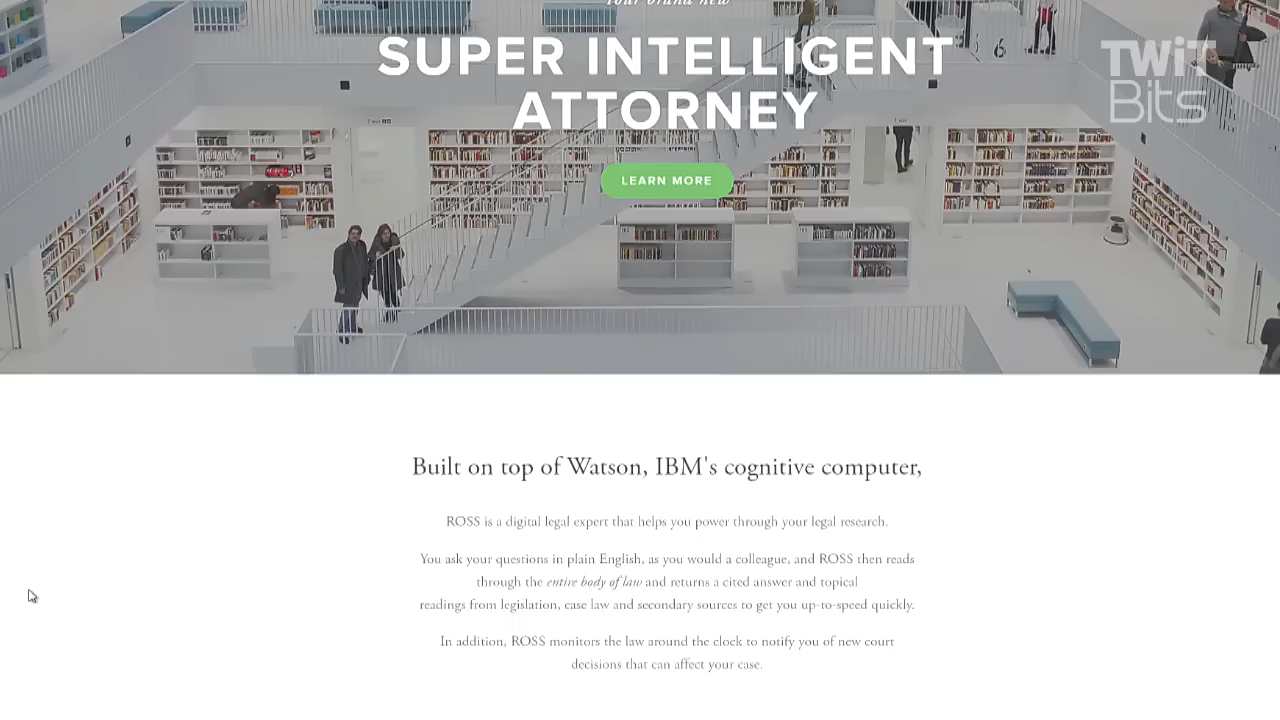 Your brand new
SUPER INTELLIGENT
ATTORNEY
TWiT
Bits
LEARN MORE
Built on top of Watson, IBM's cognitive computer,
ROSS is a digital legal expert that helps you power through your legal research.
You ask your questions in plain English, as you would a colleague, and ROSS then reads
through the entire body of law and returns a cited answer and topical
readings from legislation, case law and secondary sources to get you up-to-speed quickly.
In addition, ROSS monitors the law around the clock to notify you of new court
decisions that can affect your case.